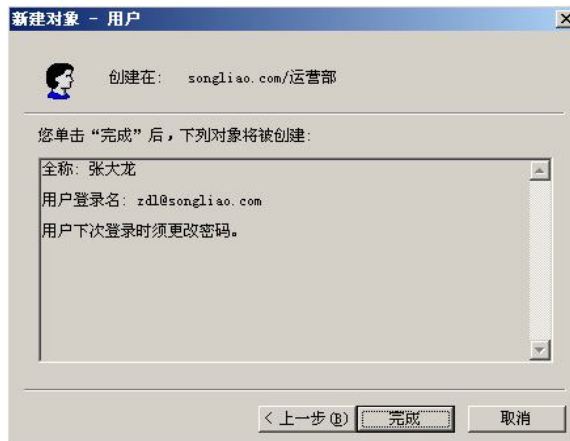 新建对象 - 用户
创建在: songliao.com/运营部
您单击“完成”后，下列对象将被创建:
全称: 张大龙
用户登录名: zdl@songliao.com
用户下次登录时须更改密码。
< 上一步(B) 完成 取消